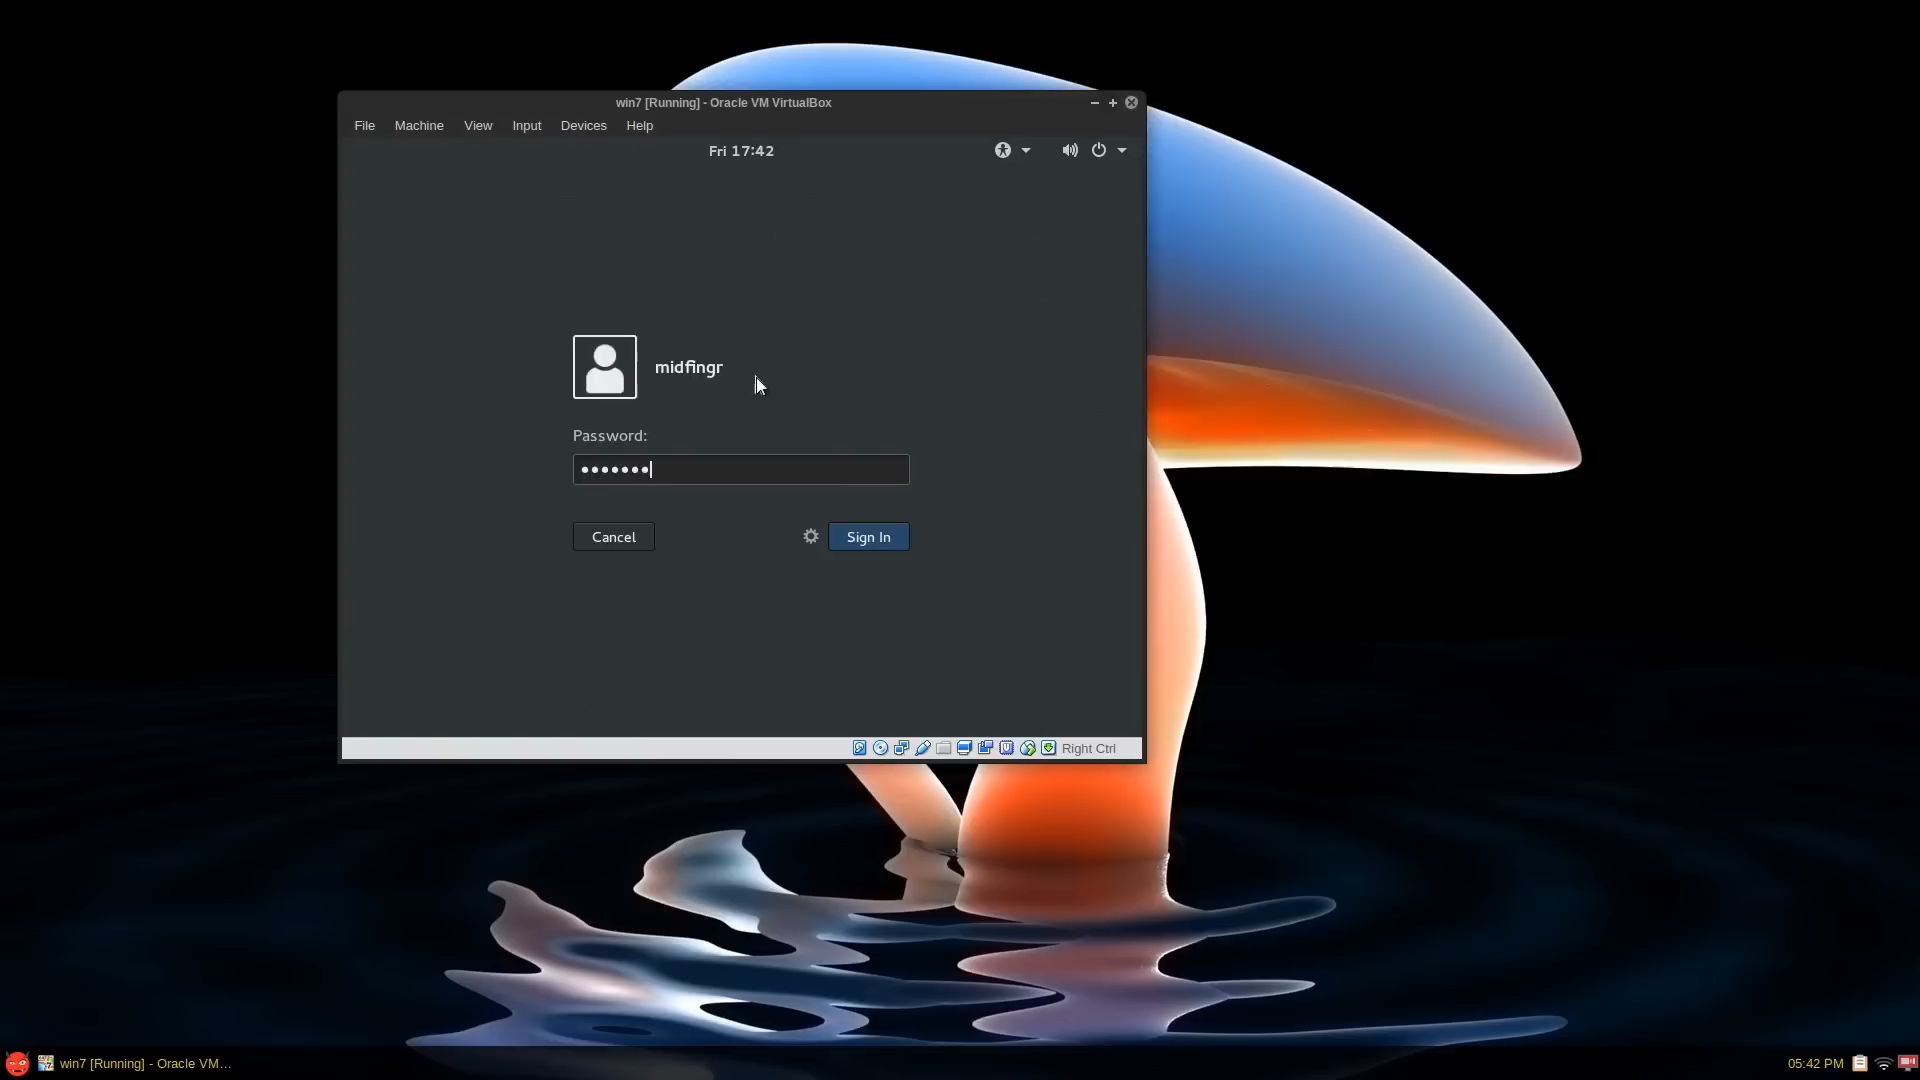 win7 [Running] - Oracle VM VirtualBox
File Machine View Input Devices Help
Fri 17:42
midfingr
Password:
Cancel
Sign In
Right Ctrl
win7 [Running] - Oracle VM...
05:42 PM